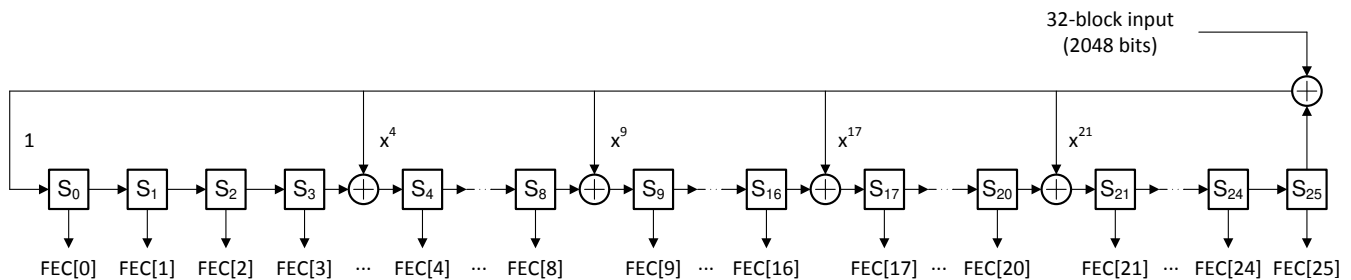 32-block input
(2048 bits)
1
x⁴
x⁹
x¹⁷
x²¹
S₀ S₁ S₂ S₃ S₄ ... S₈ S₉ ... S₁₆ S₁₇ ... S₂₀ S₂₁ ... S₂₄ S₂₅
FEC[0] FEC[1] FEC[2] FEC[3] ... FEC[4] ... FEC[8] FEC[9] ... FEC[16] FEC[17] ... FEC[20] FEC[21] ... FEC[24] FEC[25]